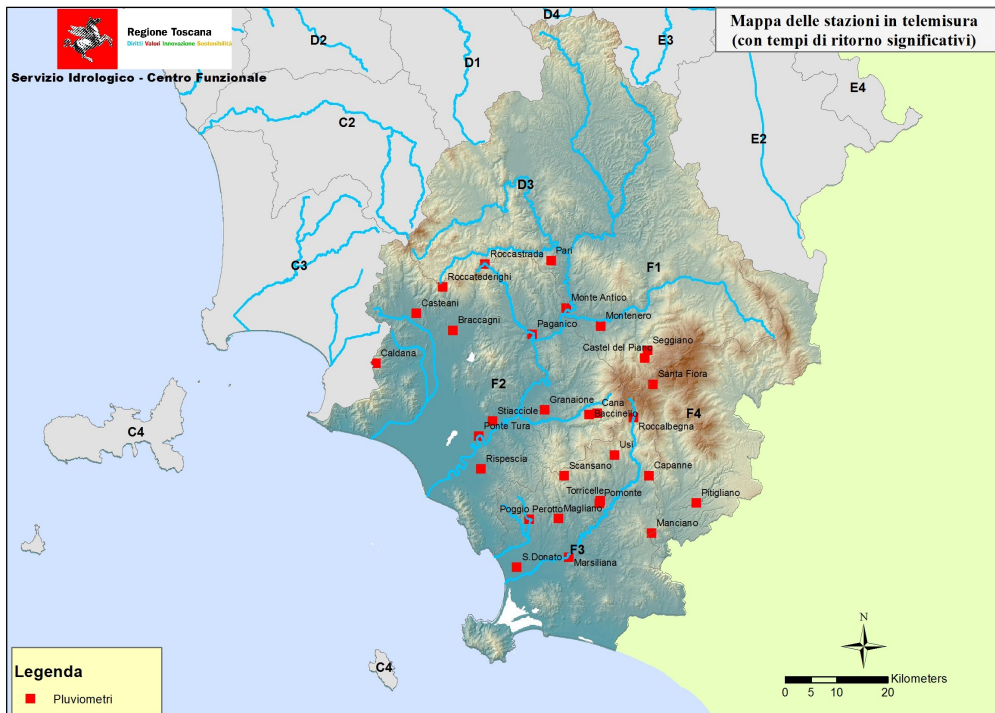 Regione Toscana
Diritti Valori Innovazione Sostenibilità
Servizio Idrologico - Centro Funzionale
Mappa delle stazioni in telemisura
(con tempi di ritorno significativi)
D4
D2
E3
D1
E4
C2
E2
D3
Roccastrada
Pari
C3
F1
Roccatederighi
Monte Antico
Casteani
Braccagni
Paganico
Montenero
Seggiano
Castel del Piano
Caldana
Santa Fiora
F2
Granaione
Cana
Stiacciole
Baccinello
F4
Ponte Tura
Roccalbegna
C4
Usi
Rispescia
Scansano
Capanne
Torricelle
Pomonte
Pitigliano
Poggio Perotto
Magliano
Manciano
F3
S.Donato
Marsiliana
N
C4
Legenda
Pluviometri
Kilometers
0 5 10 20